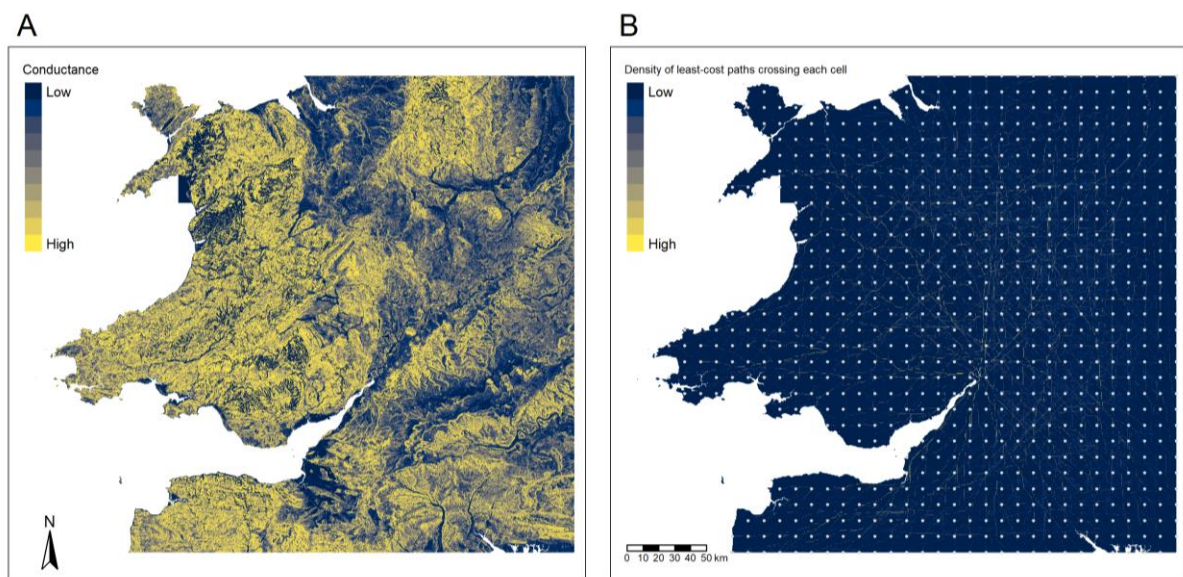 A
Conductance
Low
High
N
B
Density of least-cost paths crossing each cell
Low
High
0 10 20 30 40 50 km